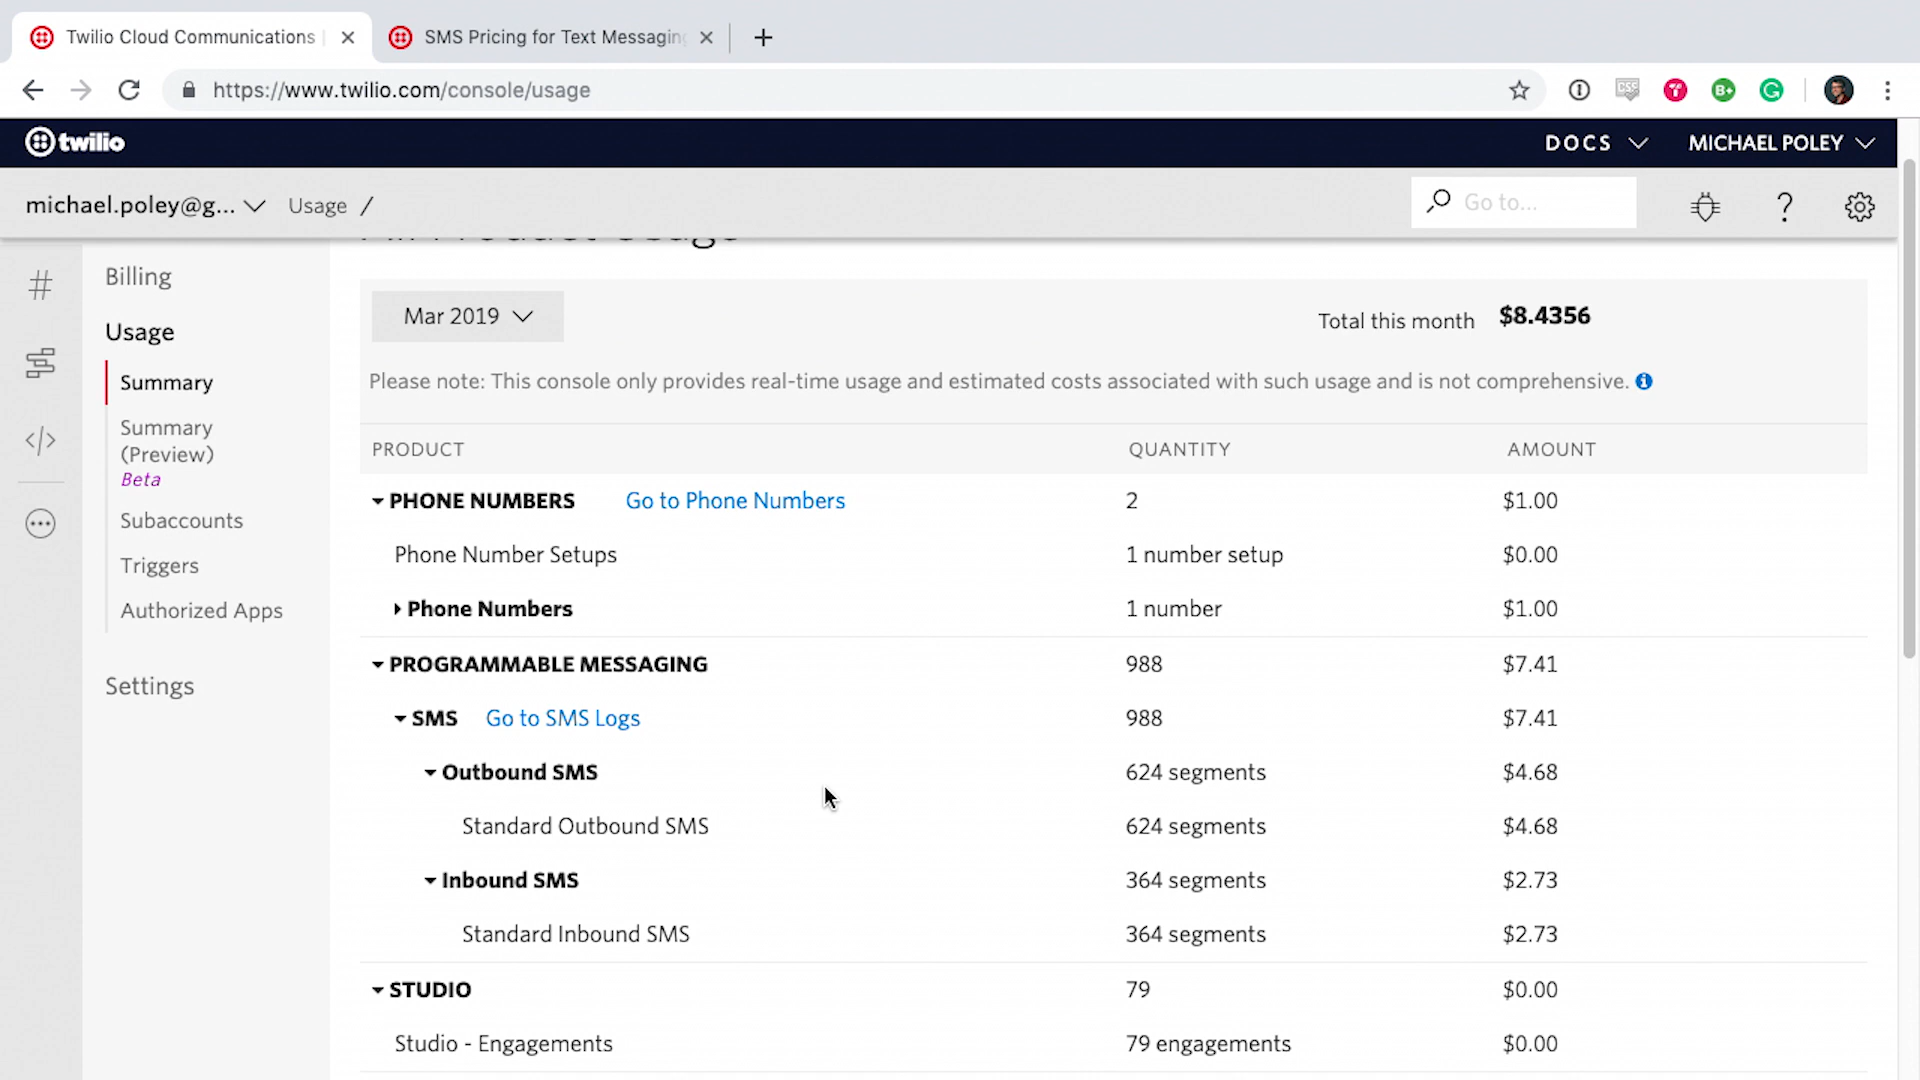 Twilio Cloud Communications
SMS Pricing for Text Messaging
https://www.twilio.com/console/usage
twilio
DOCS
MICHAEL POLEY
michael.poley@g...
Usage /
Go to...
Billing
Usage
Summary
Summary
(Preview)
Beta
Subaccounts
Triggers
Authorized Apps
Settings
All Product Usage
Mar 2019
Total this month $8.4356
Please note: This console only provides real-time usage and estimated costs associated with such usage and is not comprehensive.
PRODUCT QUANTITY AMOUNT
PHONE NUMBERS Go to Phone Numbers 2 $1.00
Phone Number Setups 1 number setup $0.00
Phone Numbers 1 number $1.00
PROGRAMMABLE MESSAGING 988 $7.41
SMS Go to SMS Logs 988 $7.41
Outbound SMS 624 segments $4.68
Standard Outbound SMS 624 segments $4.68
Inbound SMS 364 segments $2.73
Standard Inbound SMS 364 segments $2.73
STUDIO 79 $0.00
Studio - Engagements 79 engagements $0.00